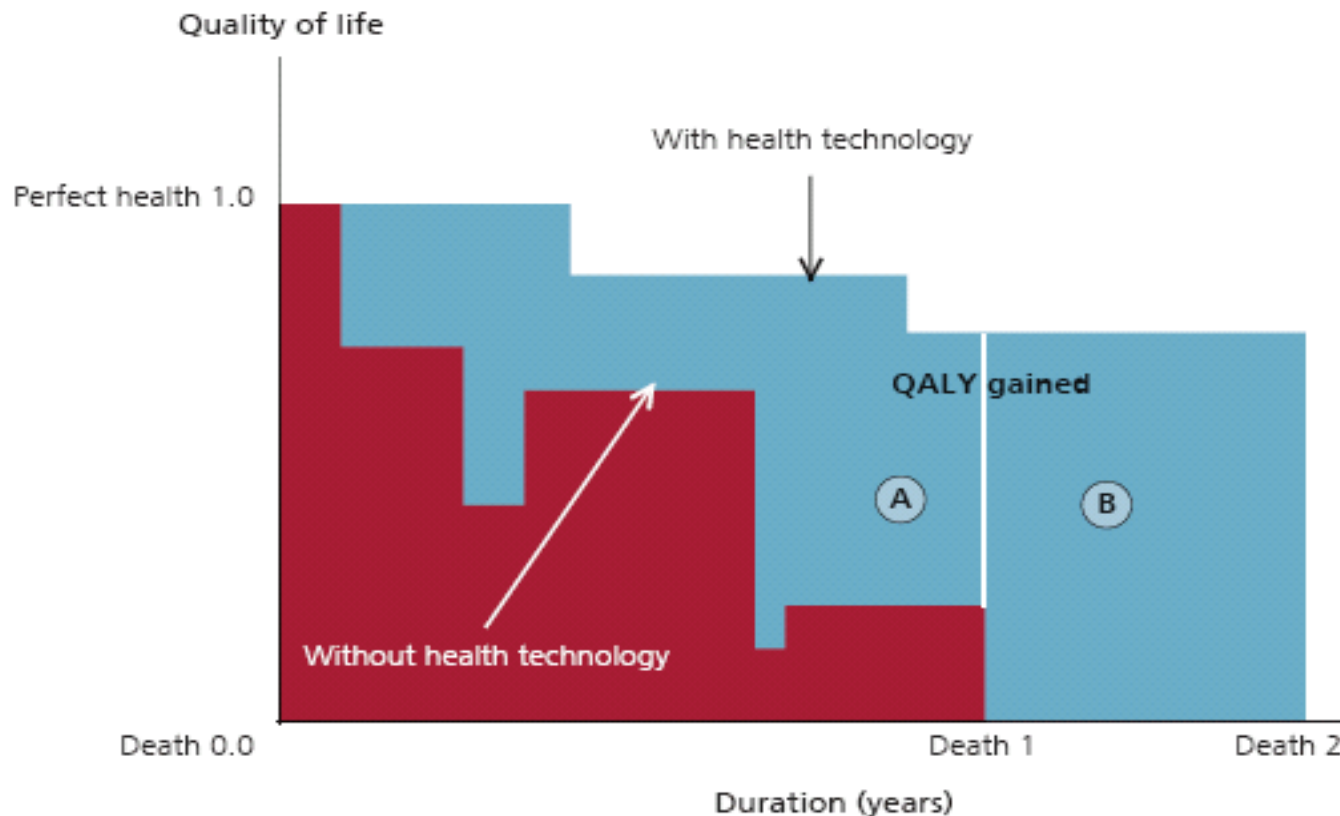 Quality of life
With health technology
Perfect health 1.0
QALY gained
A
B
Without health technology
Death 0.0
Death 1
Death 2
Duration (years)